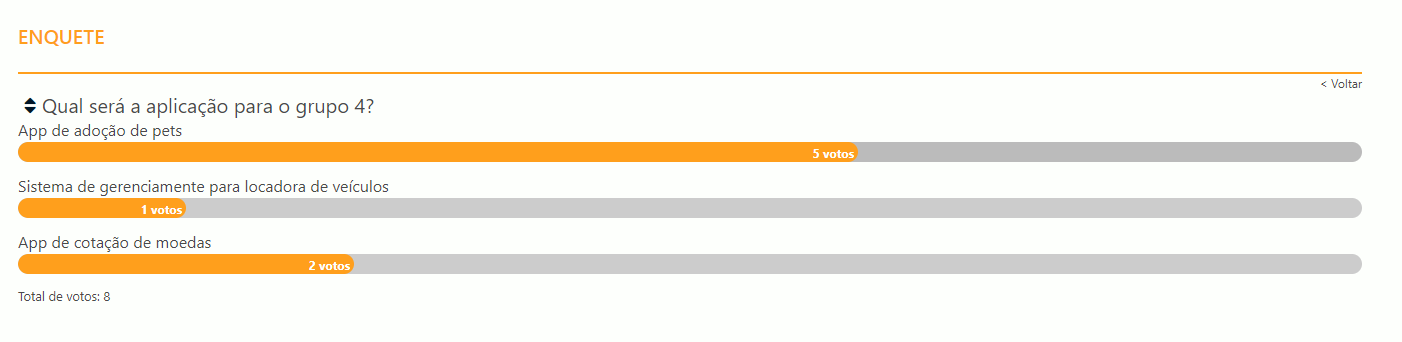 ENQUETE
< Voltar
Qual será a aplicação para o grupo 4?
App de adoção de pets
5 votos
Sistema de gerenciamente para locadora de veículos
1 votos
App de cotação de moedas
2 votos
Total de votos: 8